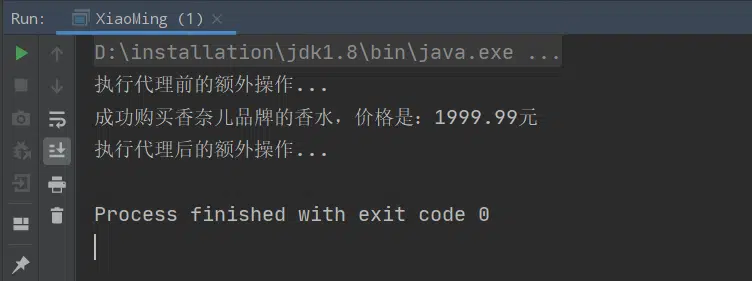 Run: XiaoMing (1)
D:\installation\jdk1.8\bin\java.exe ...
执行代理前的额外操作...
成功购买香奈儿品牌的香水，价格是：1999.99元
执行代理后的额外操作...
Process finished with exit code 0